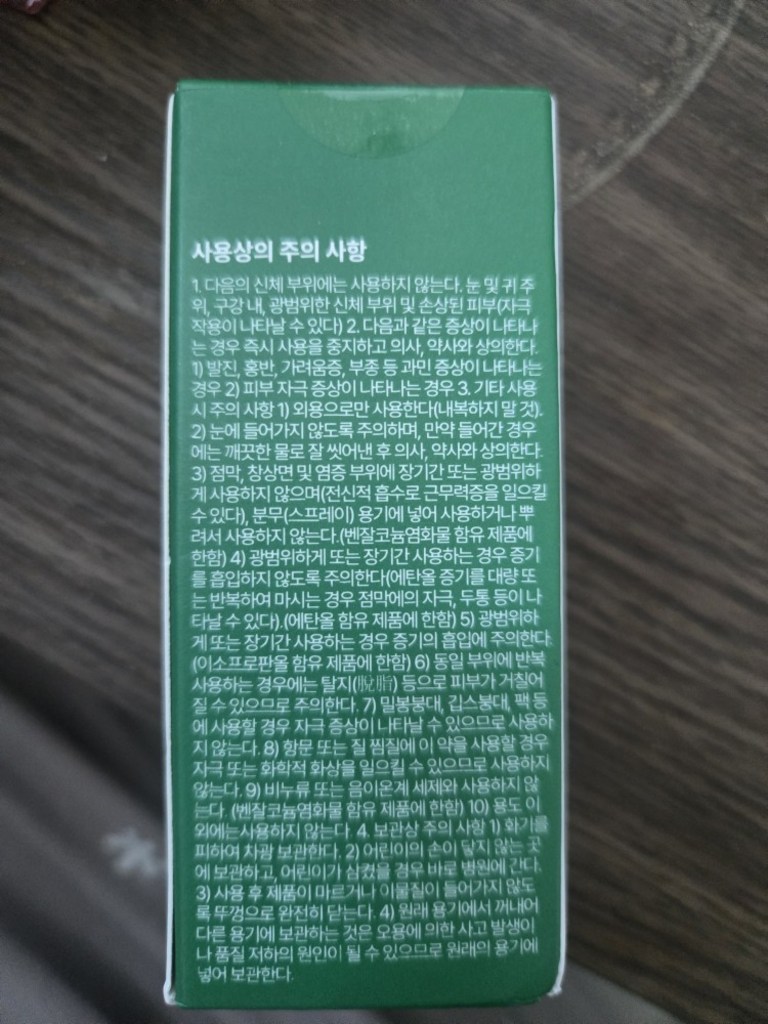 사용상의 주의 사항
1. 다음의 신체 부위에는 사용하지 않는다. 눈 및 귀 주
위, 구강 내, 광범위한 신체 부위 및 손상된 피부(자극
작용이 나타날 수 있다) 2. 다음과 같은 증상이 나타나
는 경우 즉시 사용을 중지하고 의사, 약사와 상의한다.
1) 발진, 홍반, 가려움증, 부종 등 과민 증상이 나타나는
경우 2) 피부 자극 증상이 나타나는 경우 3. 기타 사용
시 주의 사항 1) 외용으로만 사용한다(내복하지 말 것).
2) 눈에 들어가지 않도록 주의하며, 만약 들어간 경우
에는 깨끗한 물로 잘 씻어낸 후 의사, 약사와 상의한다.
3) 점막, 창상면 및 염증 부위에 장기간 또는 광범위하
게 사용하지 않으며(전신적 흡수로 근무력증을 일으킬
수 있다), 분무(스프레이) 용기에 넣어 사용하거나 뿌
려서 사용하지 않는다.(벤잘코늄염화물 함유 제품에
한함) 4) 광범위하게 또는 장기간 사용하는 경우 증기
를 흡입하지 않도록 주의한다(에탄올 증기를 대량 또
는 반복하여 마시는 경우 점막에의 자극, 두통 등이 나
타날 수 있다).(에탄올 함유 제품에 한함) 5) 광범위하
게 또는 장기간 사용하는 경우 증기의 흡입에 주의한다.
(이소프로판올 함유 제품에 한함) 6) 동일 부위에 반복
사용하는 경우에는 탈지(脫脂) 등으로 피부가 거칠어
질 수 있으므로 주의한다. 7) 밀봉붕대, 깁스붕대, 팩 등
에 사용할 경우 자극 증상이 나타날 수 있으므로 사용하
지 않는다. 8) 항문 또는 질 찜질에 이 약을 사용할 경우
자극 또는 화학적 화상을 일으킬 수 있으므로 사용하지
않는다. 9) 비누류 또는 음이온계 세제와 사용하지 않
는다. (벤잘코늄염화물 함유 제품에 한함) 10) 용도 이
외에는사용하지 않는다. 4. 보관상 주의 사항 1) 화기를
피하여 차광 보관한다. 2) 어린이의 손이 닿지 않는 곳
에 보관하고, 어린이가 삼켰을 경우 바로 병원에 간다.
3) 사용 후 제품이 마르거나 이물질이 들어가지 않도
록 뚜껑으로 완전히 닫는다. 4) 원래 용기에서 꺼내어
다른 용기에 보관하는 것은 오용에 의한 사고 발생이
나 품질 저하의 원인이 될 수 있으므로 원래의 용기에
넣어 보관한다.